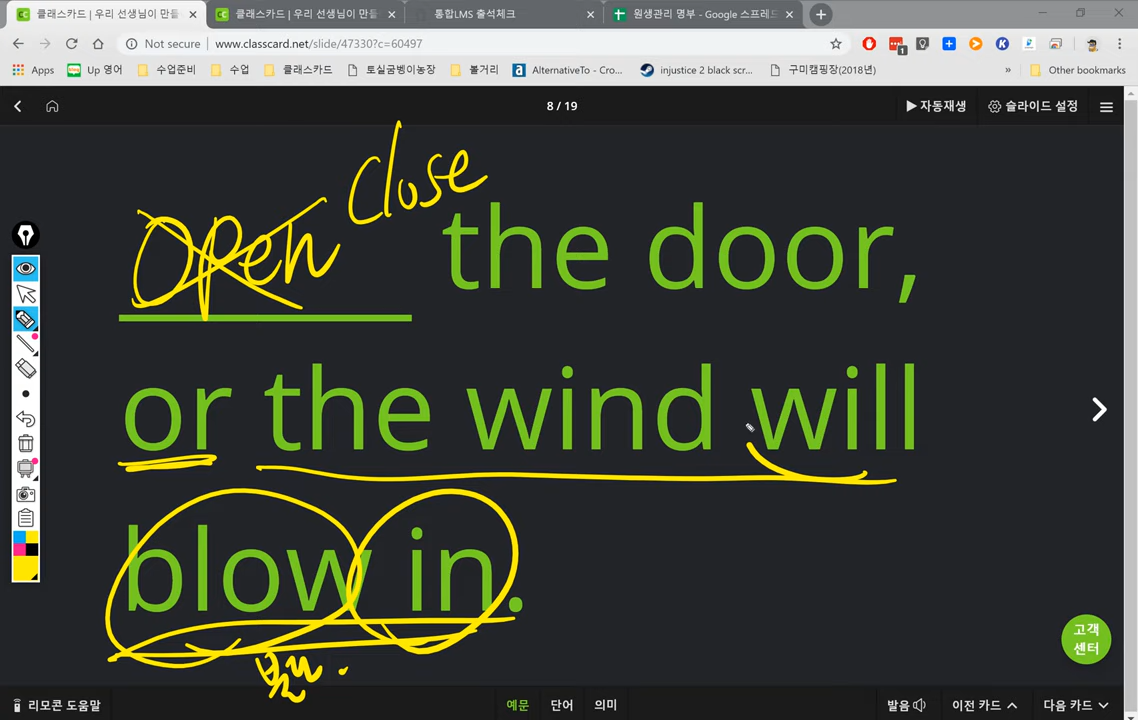 클래스카드 | 우리 선생님이 만들
클래스카드 | 우리 선생님이 만들
통합LMS 출석체크
원생관리 명부 - Google 스프레드
Not secure | www.classcard.net/slide/47330?c=60497
Apps
Up 영어
수업준비
수업
클래스카드
토실굼벵이농장
볼거리
AlternativeTo - Cro...
injustice 2 black scr...
구미캠핑장(2018년)
»
Other bookmarks
8 / 19
자동재생
슬라이드 설정
Close
Open
the door,
or the wind will
blow in.
고객
센터
리모콘 도움말
예문
단어
의미
발음
이전 카드
다음 카드